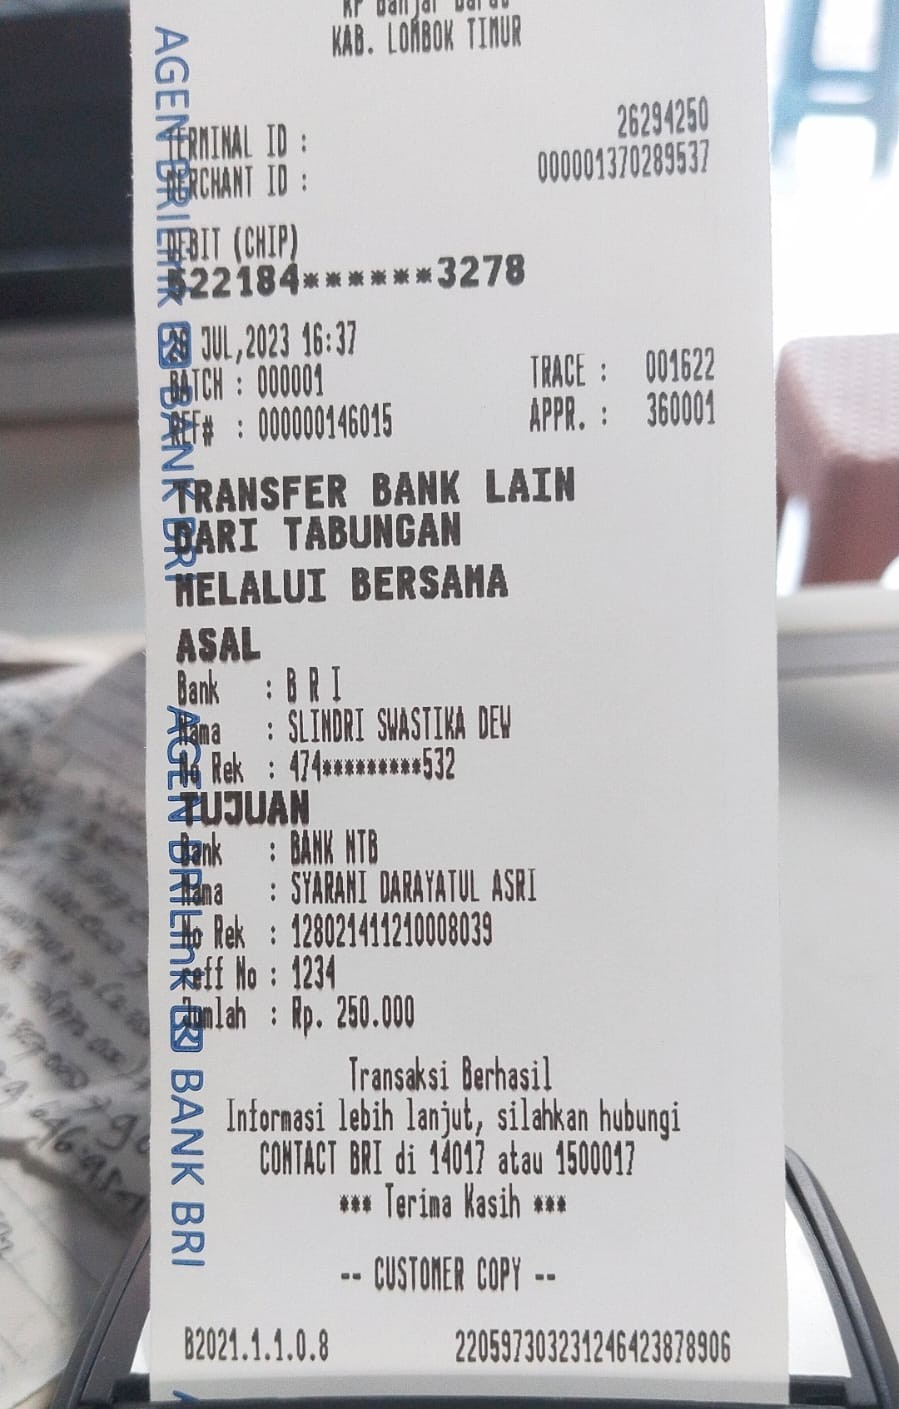 KAB. LOMBOK TIMUR
TERMINAL ID : 26294250
MERCHANT ID : 000001370289537
DEBIT (CHIP)
522184******3278
JUL,2023 16:37
BATCH : 000001 TRACE : 001622
REF# : 000000146015 APPR. : 360001
TRANSFER BANK LAIN
DARI TABUNGAN
MELALUI BERSAMA
ASAL
Bank : B R I
Nama : SLINDRI SWASTIKA DEW
No Rek : 474*********532
TUJUAN
Bank : BANK NTB
Nama : SYARANI DARAYATUL ASRI
No Rek : 128021411210008039
reff No : 1234
Jumlah : Rp. 250.000
Transaksi Berhasil
Informasi lebih lanjut, silahkan hubungi
CONTACT BRI di 14017 atau 1500017
*** Terima Kasih ***
-- CUSTOMER COPY --
B2021.1.1.0.8 220597303231246423878906
AGEN BRILink BANK BRI
AGEN BRILink BANK BRI